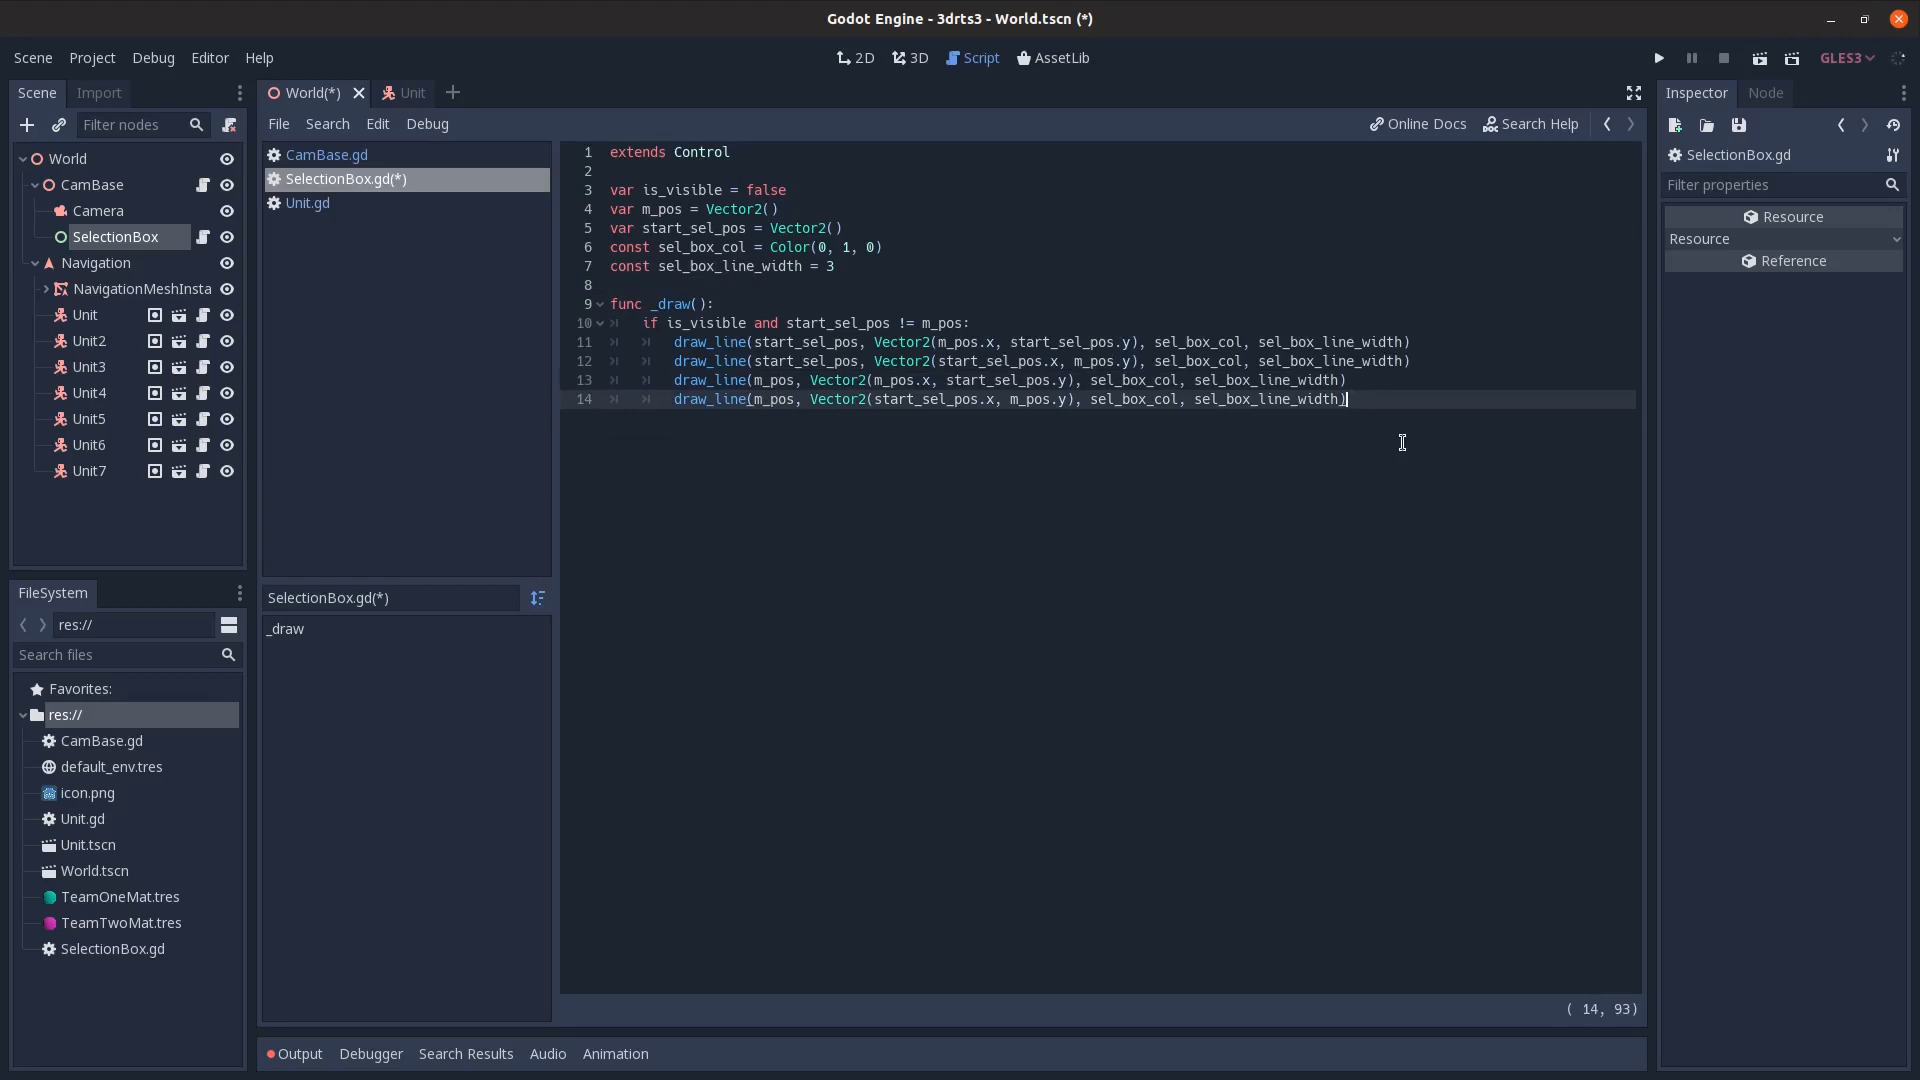 Godot Engine - 3drts3 - World.tscn (*)
Scene Project Debug Editor Help
2D 3D Script AssetLib
GLES3
Scene Import
World(*) Unit
Inspector Node
Filter nodes
File Search Edit Debug
Online Docs Search Help
World
CamBase
Camera
SelectionBox
Navigation
NavigationMeshInsta
Unit
Unit2
Unit3
Unit4
Unit5
Unit6
Unit7
FileSystem
res://
Search files
Favorites:
res://
CamBase.gd
default_env.tres
icon.png
Unit.gd
Unit.tscn
World.tscn
TeamOneMat.tres
TeamTwoMat.tres
SelectionBox.gd
CamBase.gd
SelectionBox.gd(*)
Unit.gd
SelectionBox.gd(*)
_draw
1 extends Control
2
3 var is_visible = false
4 var m_pos = Vector2()
5 var start_sel_pos = Vector2()
6 const sel_box_col = Color(0, 1, 0)
7 const sel_box_line_width = 3
8
9 func _draw():
10 if is_visible and start_sel_pos != m_pos:
11 draw_line(start_sel_pos, Vector2(m_pos.x, start_sel_pos.y), sel_box_col, sel_box_line_width)
12 draw_line(start_sel_pos, Vector2(start_sel_pos.x, m_pos.y), sel_box_col, sel_box_line_width)
13 draw_line(m_pos, Vector2(m_pos.x, start_sel_pos.y), sel_box_col, sel_box_line_width)
14 draw_line(m_pos, Vector2(start_sel_pos.x, m_pos.y), sel_box_col, sel_box_line_width)
( 14, 93)
Output Debugger Search Results Audio Animation
SelectionBox.gd
Filter properties
Resource
Resource
Reference